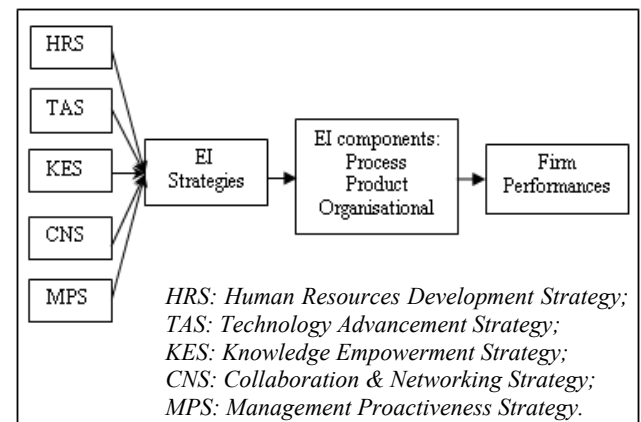 HRS
TAS
KES
CNS
MPS
EI
Strategies
EI components:
Process
Product
Organisational
Firm
Performances
HRS: Human Resources Development Strategy;
TAS: Technology Advancement Strategy;
KES: Knowledge Empowerment Strategy;
CNS: Collaboration & Networking Strategy;
MPS: Management Proactiveness Strategy.